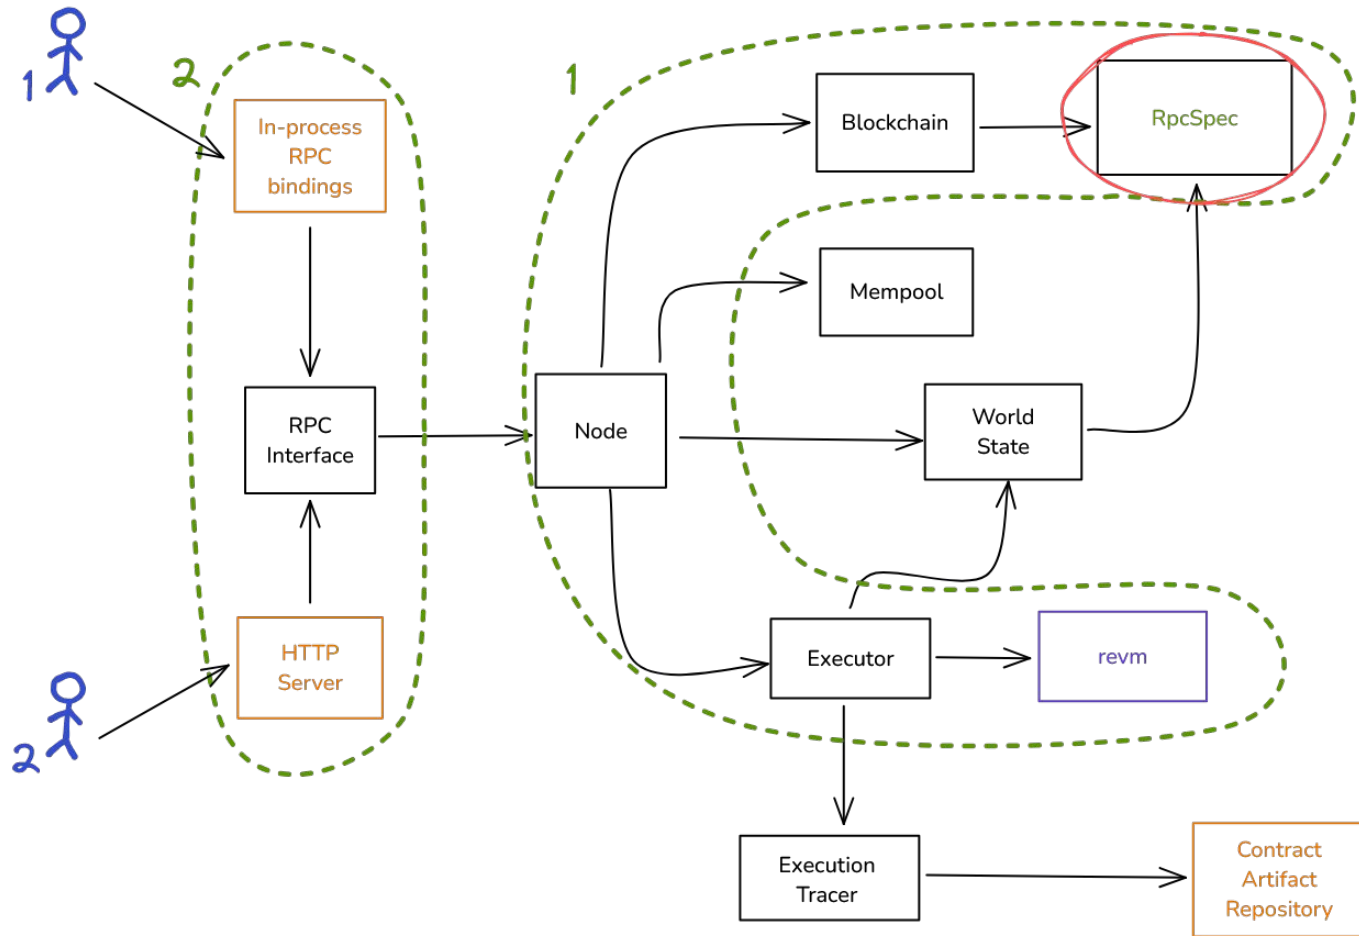 1
2
In-process
RPC
bindings
1
Blockchain
RpcSpec
Mempool
RPC
Interface
Node
World
State
HTTP
Server
2
Executor
revm
Execution
Tracer
Contract
Artifact
Repository